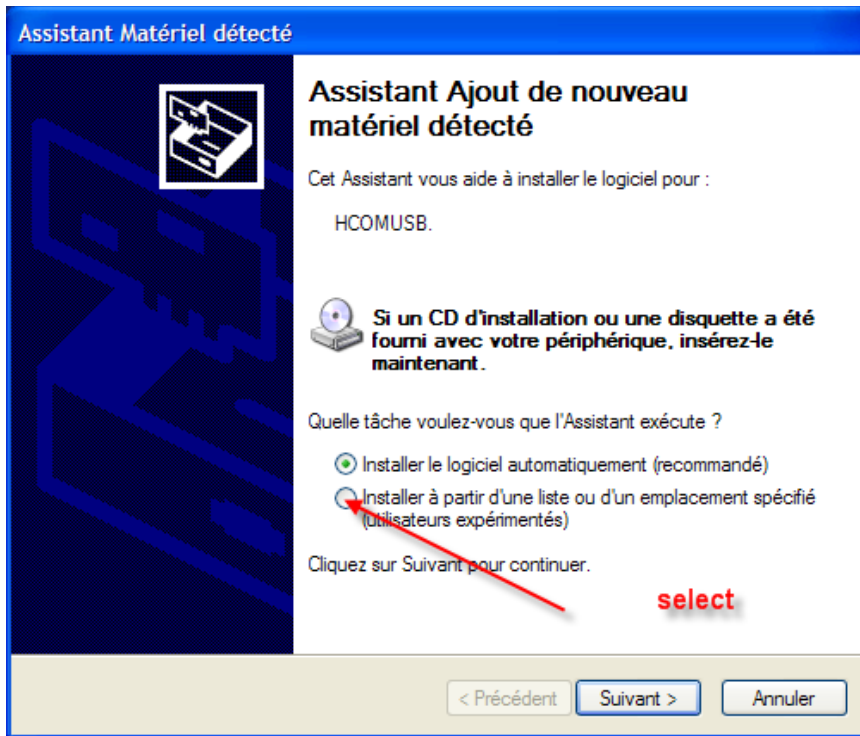 Assistant Matériel détecté
Assistant Ajout de nouveau
matériel détecté
Cet Assistant vous aide à installer le logiciel pour :
HCOMUSB.
Si un CD d'installation ou une disquette a été
fourni avec votre périphérique, insérez-le
maintenant.
Quelle tâche voulez-vous que l'Assistant exécute ?
Installer le logiciel automatiquement (recommandé)
Installer à partir d'une liste ou d'un emplacement spécifié
(utilisateurs expérimentés)
Cliquez sur Suivant pour continuer.
select
< Précédent Suivant > Annuler